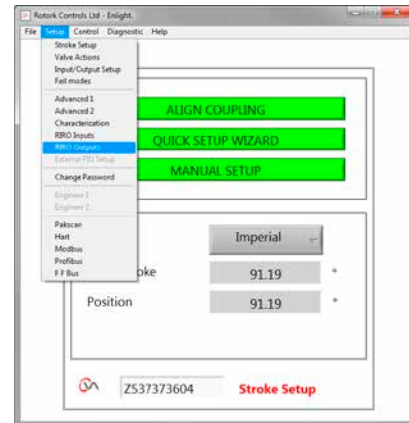 Rotork Controls Ltd - Enlight.
File Setup Control Diagnostic Help
Stroke Setup
Valve Actions
Input/Output Setup
Fail modes
Advanced 1
Advanced 2
Characterization
RIRO Inputs
RIRO Outputs
External PID Setup
Change Password
Engineer 1
Engineer 2
Pakscan
Hart
Modbus
Profibus
F F Bus
ALIGN COUPLING
QUICK SETUP WIZARD
MANUAL SETUP
Imperial
oke 91.19 °
Position 91.19 °
ZS37373604 Stroke Setup